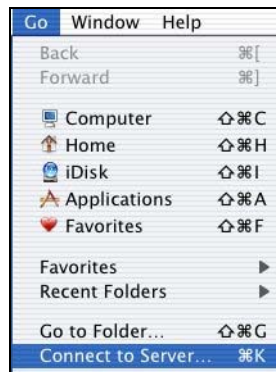 Go Window Help
Back ⌘[
Forward ⌘]
Computer ⇧⌘C
Home ⇧⌘H
iDisk ⇧⌘I
Applications ⇧⌘A
Favorites ⇧⌘F
Favorites
Recent Folders
Go to Folder... ⇧⌘G
Connect to Server... ⌘K